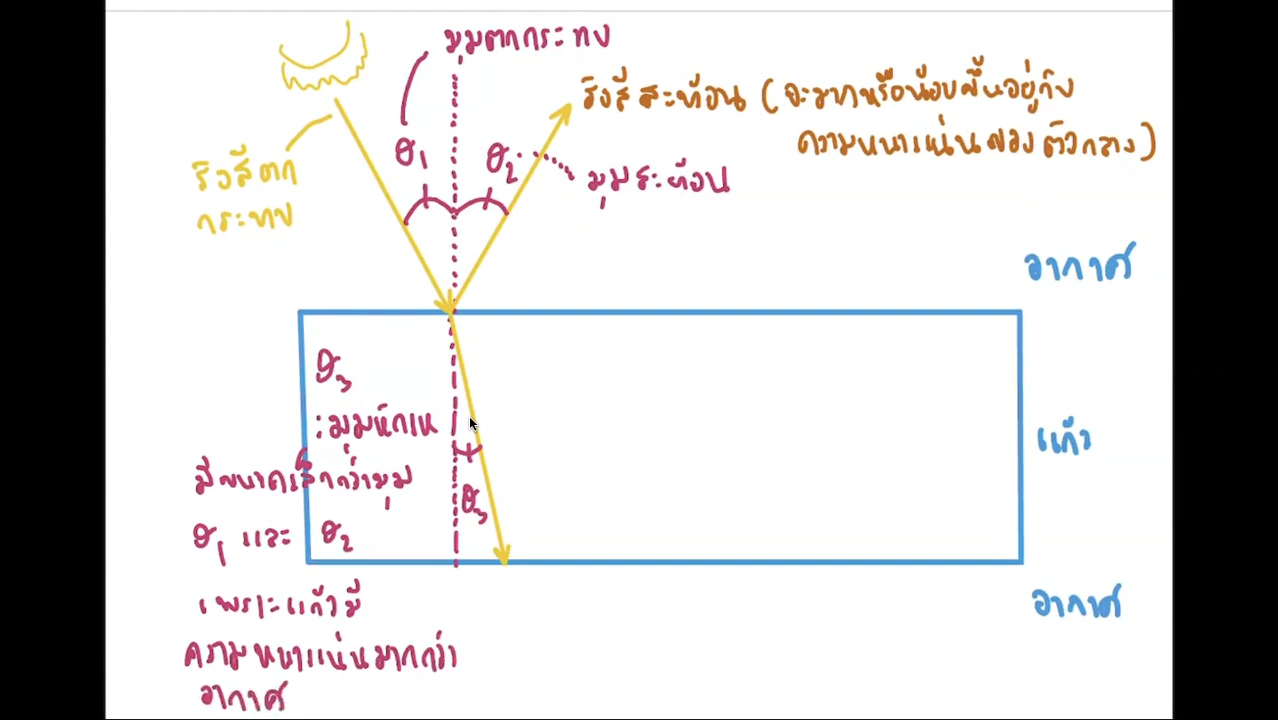 มุมตกกระทบ
รังสีสะท้อน (จะมากหรือน้อยขึ้นอยู่กับ
ความหนาแน่นของตัวกลาง)
θ1
θ2
มุมสะท้อน
รังสีตก
กระทบ
อากาศ
θ3
:มุมหักเห
แก้ว
มีขนาดเล็กกว่ามุม
θ3
θ1 และ θ2
เพราะแก้วมี
อากาศ
ความหนาแน่นมากกว่า
อากาศ